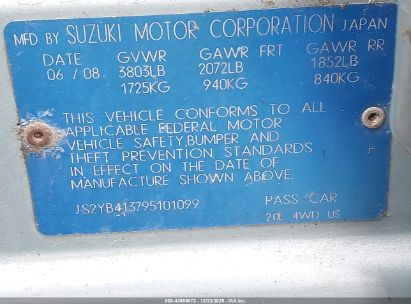 MFD BY SUZUKI MOTOR CORPORATION JAPAN
DATE GVWR GAWR FRT GAWR RR
06 / 08 3803LB 2072LB 1852LB
1725KG 940KG 840KG
THIS VEHICLE CONFORMS TO ALL
APPLICABLE FEDERAL MOTOR
VEHICLE SAFETY,BUMPER AND
THEFT PREVENTION STANDARDS
IN EFFECT ON THE DATE OF
MANUFACTURE SHOWN ABOVE.
JS2YB413795101099 PASS CAR
20L 4WD US